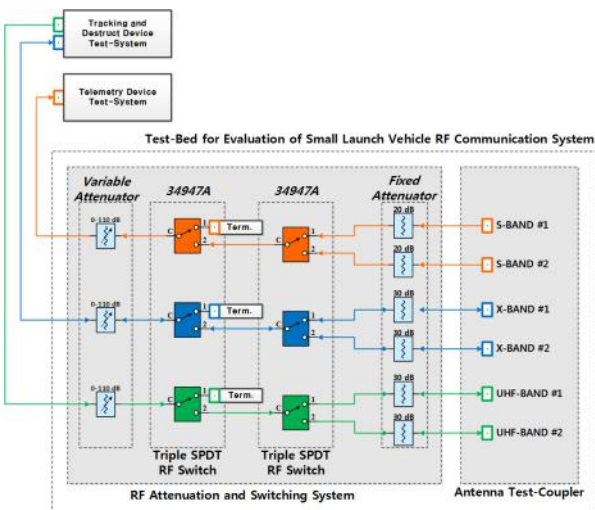 Tracking and
Destruct Device
Test-System
Telemetry Device
Test-System
Test-Bed for Evaluation of Small Launch Vehicle RF Communication System
Variable
Attenuator
34947A
34947A
Fixed
Attenuator
0-110 dB
C
1
2
Term.
C
1
2
20 dB
20 dB
S-BAND #1
S-BAND #2
0-110 dB
C
1
2
Term.
C
1
2
30 dB
30 dB
X-BAND #1
X-BAND #2
0-110 dB
C
1
2
Term.
C
1
2
30 dB
30 dB
UHF-BAND #1
UHF-BAND #2
Triple SPDT
RF Switch
Triple SPDT
RF Switch
RF Attenuation and Switching System
Antenna Test-Coupler